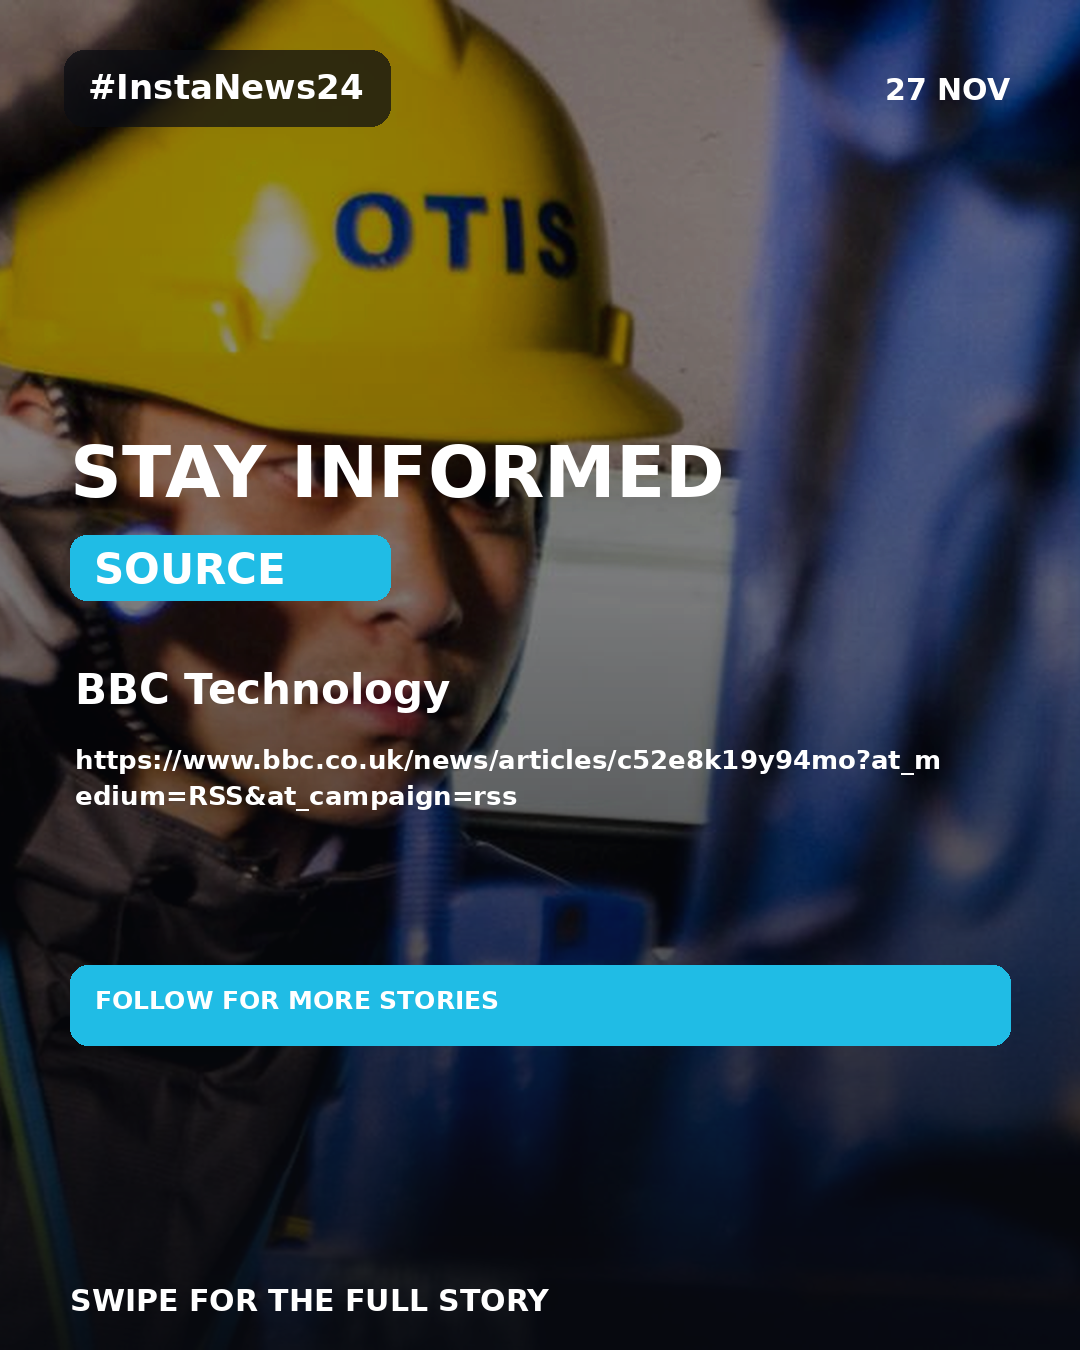 #InstaNews24
27 NOV
OTIS
STAY INFORMED
SOURCE
BBC Technology
https://www.bbc.co.uk/news/articles/c52e8k19y94mo?at_m
edium=RSS&at_campaign=rss
FOLLOW FOR MORE STORIES
SWIPE FOR THE FULL STORY